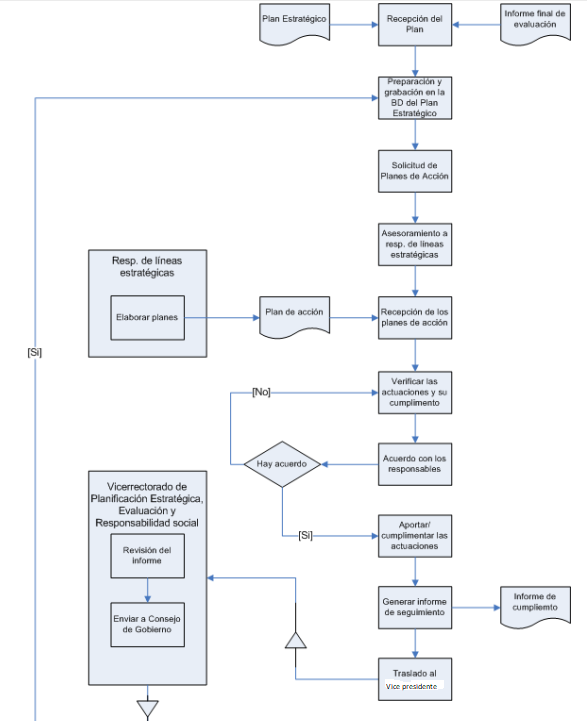 Plan Estratégico
Recepción del
Plan
Informe final de
evaluación
Preparación y
grabación en la
BD del Plan
Estratégico
Solicitud de
Planes de Acción
Asesoramiento a
resp. de líneas
estratégicas
Resp. de líneas
estratégicas
Elaborar planes
Plan de acción
Recepción de los
planes de acción
[Si]
Verificar las
actuaciones y su
cumplimento
[No]
Acuerdo con los
responsables
Hay acuerdo
Vicerrectorado de
Planificación Estratégica,
Evaluación y
Responsabilidad social
Revisión del
informe
Enviar a Consejo
de Gobierno
[Si]
Aportar/
cumplimentar las
actuaciones
Generar informe
de seguimiento
Informe de
cumpliemto
Traslado al
Vice presidente